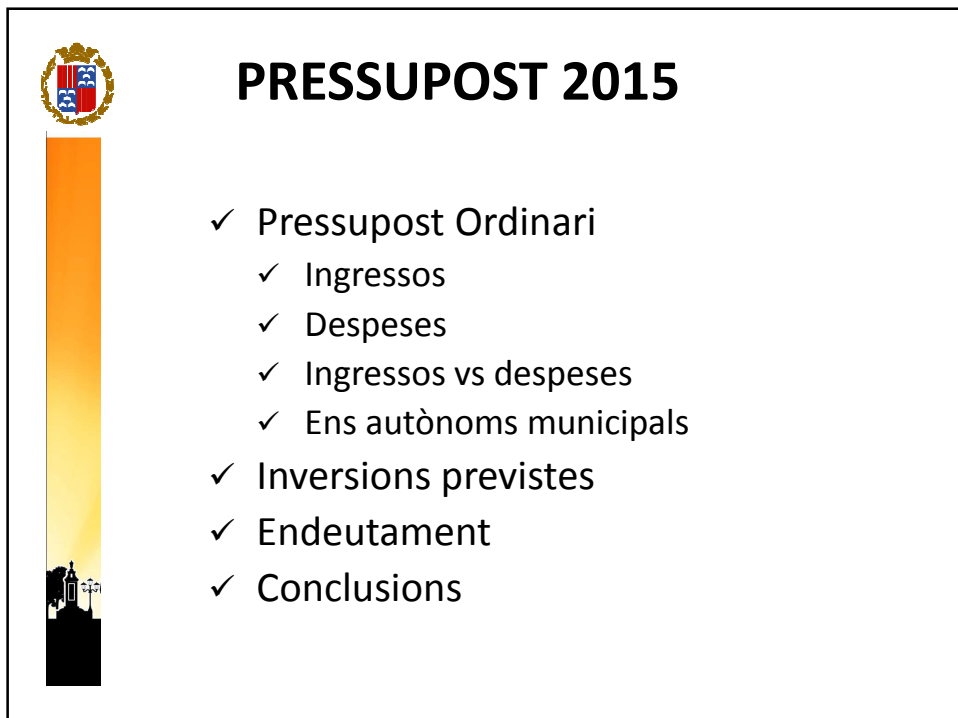 PRESSUPOST 2015
✓ Pressupost Ordinari
✓ Ingressos
✓ Despeses
✓ Ingressos vs despeses
✓ Ens autònoms municipals
✓ Inversions previstes
✓ Endeutament
✓ Conclusions